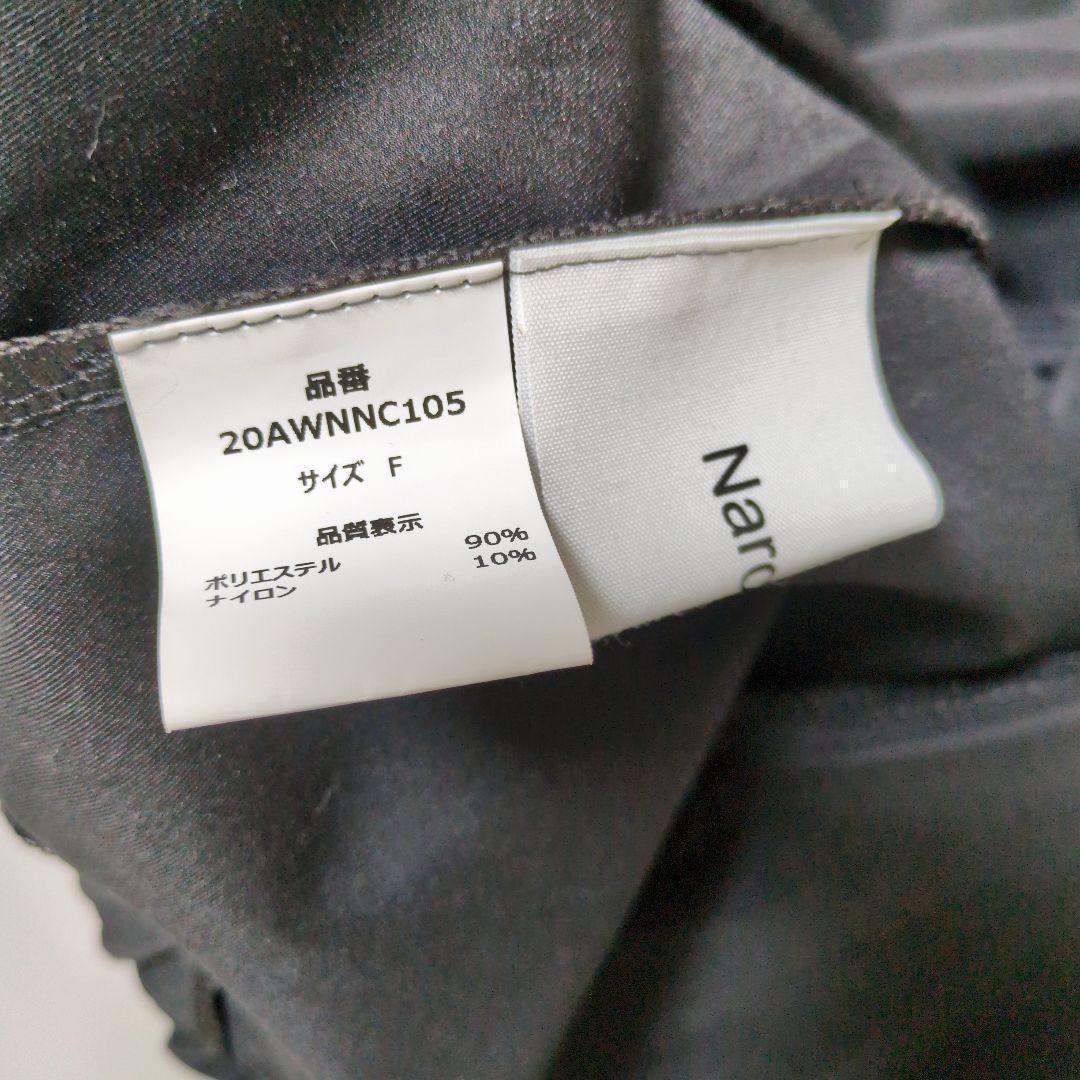 品番
20AWNNC105
サイズ F
品質表示
ポリエステル 90%
ナイロン 10%